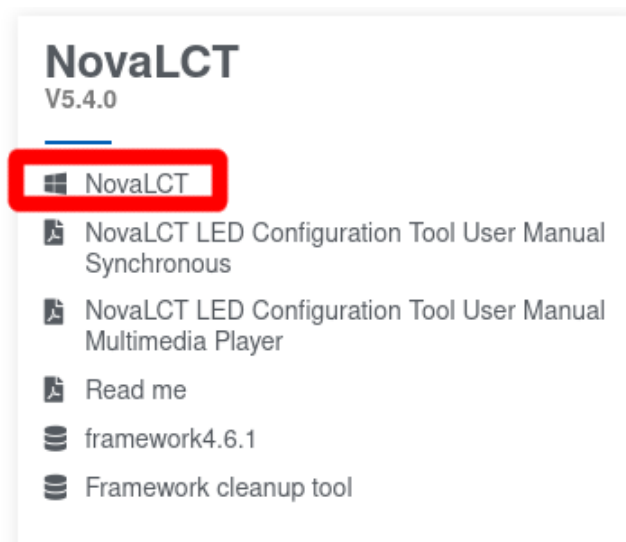 NovaLCT
V5.4.0
NovaLCT
NovaLCT LED Configuration Tool User Manual
Synchronous
NovaLCT LED Configuration Tool User Manual
Multimedia Player
Read me
framework4.6.1
Framework cleanup tool